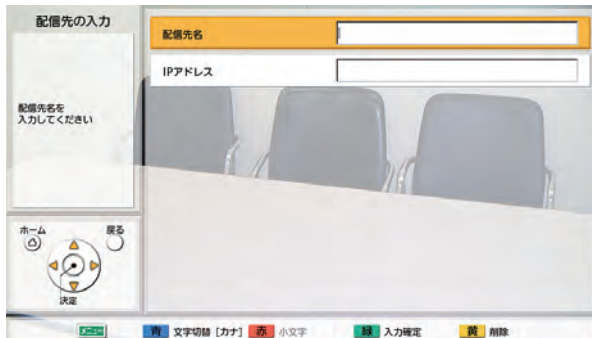 配信先の入力
配信先名
IPアドレス
配信先名を
入力してください
ホーム
戻る
決定
メニュー
青 文字切替 [カナ] 赤 小文字 緑 入力確定 黄 削除